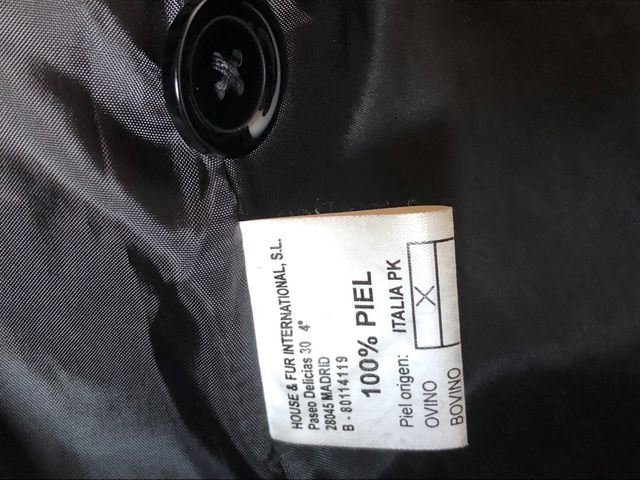 HOUSE & FUR INTERNATIONAL, S.L.
Paseo Delicias 30 4°
28045 MADRID
B - 80114119
100% PIEL
Piel origen: ITALIA PK
OVINO X
BOVINO